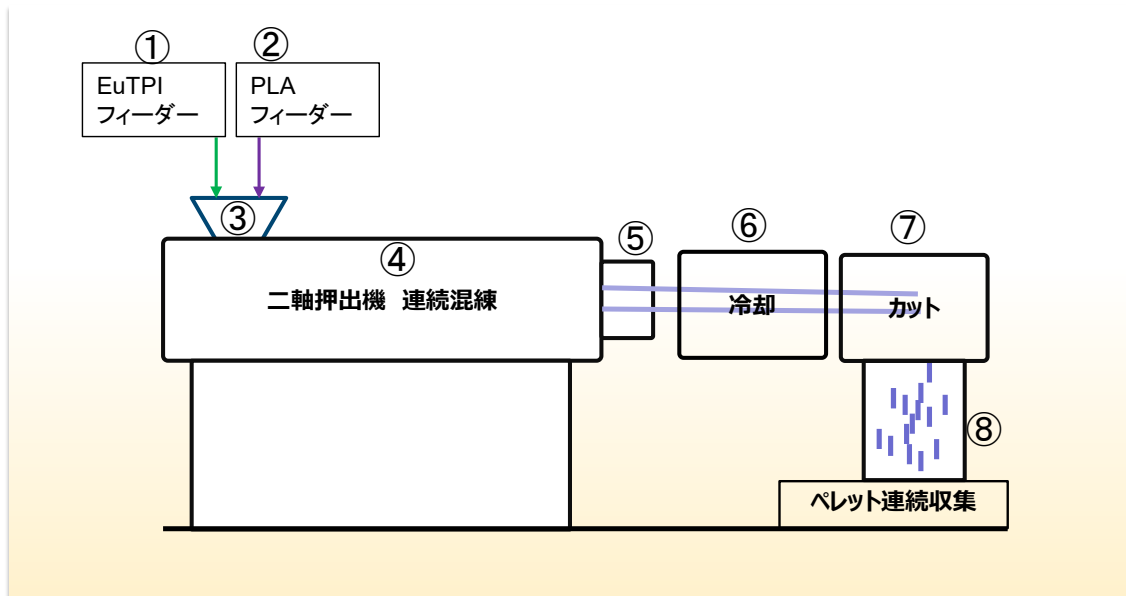 ①
②
EuTPI
フィーダー
PLA
フィーダー
③
④
二軸押出機 連続混練
⑤
⑥
冷却
⑦
カット
⑧
ペレット連続収集